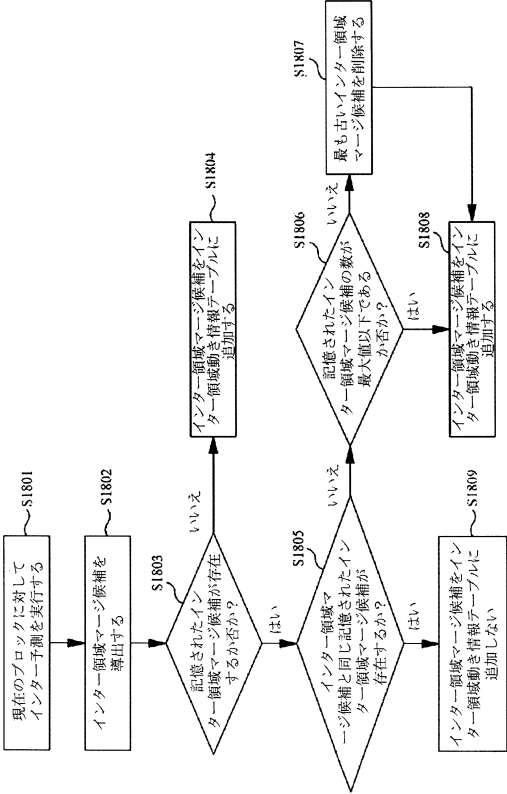 S1801
現在のブロックに対して
インター予測を実行する
S1802
インター領域マージ候補を
導出する
S1803
記憶されたイン
ター領域マージ候補が存在
するか否か?
いいえ
はい
S1804
インター領域マージ候補をイン
ター領域動き情報テーブルに
追加する
S1805
インター領域マ
ージ候補と同じ記憶されたイン
ター領域マージ候補が
存在するか?
いいえ
はい
S1806
記憶されたイン
ター領域マージ候補の数が
最大値以下である
か否か?
いいえ
はい
S1807
最も古いインター領域
マージ候補を削除する
S1808
インター領域マージ候補をイン
ター領域動き情報テーブルに
追加する
S1809
インター領域マージ候補をイン
ター領域動き情報テーブルに
追加しない